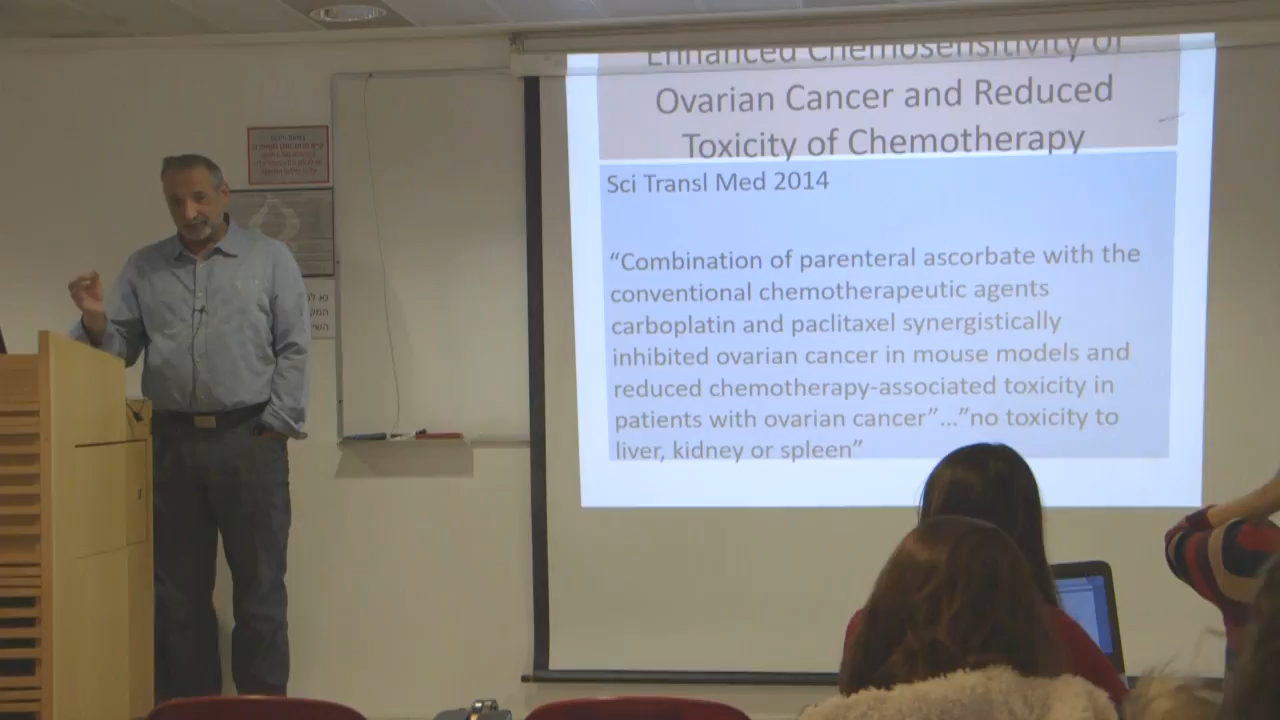 Enhanced Chemosensitivity of
Ovarian Cancer and Reduced
Toxicity of Chemotherapy
Sci Transl Med 2014
“Combination of parenteral ascorbate with the
conventional chemotherapeutic agents
carboplatin and paclitaxel synergistically
inhibited ovarian cancer in mouse models and
reduced chemotherapy-associated toxicity in
patients with ovarian cancer”...”no toxicity to
liver, kidney or spleen”